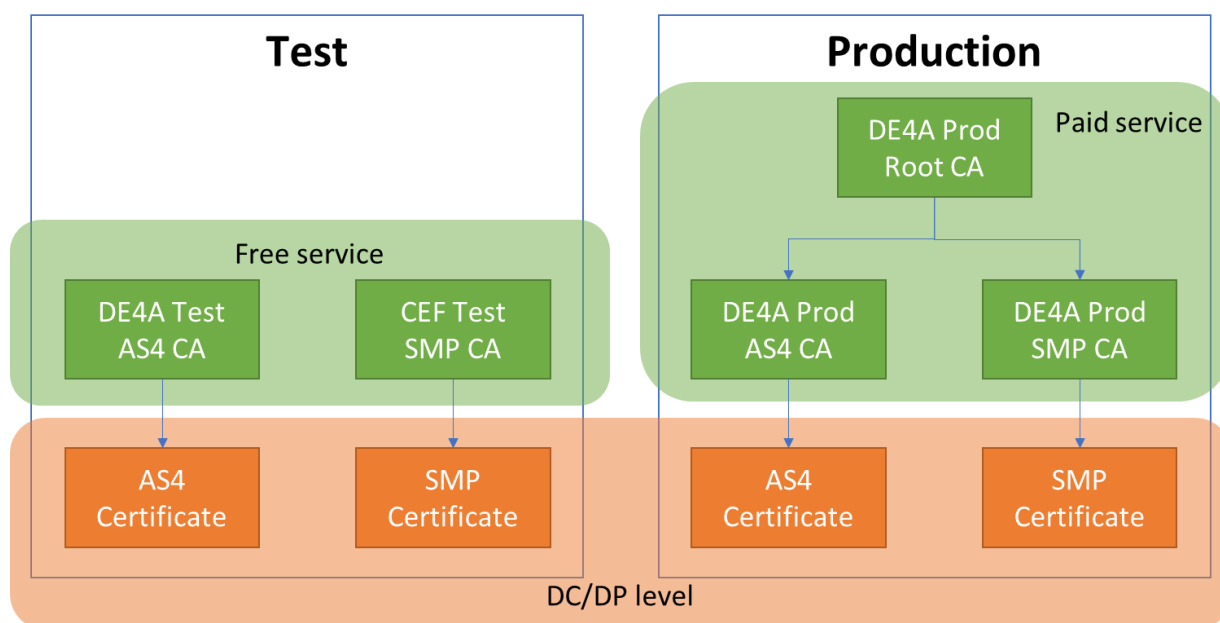 Test
Production
Paid service
DE4A Prod
Root CA
Free service
DE4A Test
AS4 CA
CEF Test
SMP CA
DE4A Prod
AS4 CA
DE4A Prod
SMP CA
AS4
Certificate
SMP
Certificate
AS4
Certificate
SMP
Certificate
DC/DP level